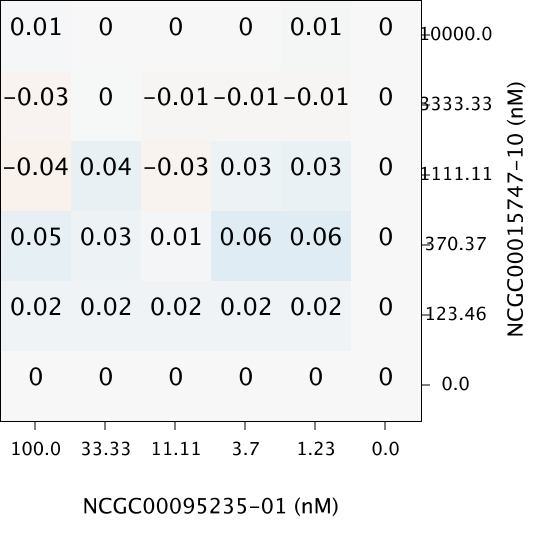 0.01 0 0 0 0.01 0 10000.0
−0.03 0 −0.01 −0.01 −0.01 0 3333.33
−0.04 0.04 −0.03 0.03 0.03 0 1111.11
0.05 0.03 0.01 0.06 0.06 0 370.37
0.02 0.02 0.02 0.02 0.02 0 123.46
0 0 0 0 0 0 0.0
100.0 33.33 11.11 3.7 1.23 0.0
NCGC00095235−01 (nM)
NCGC00015747−10 (nM)